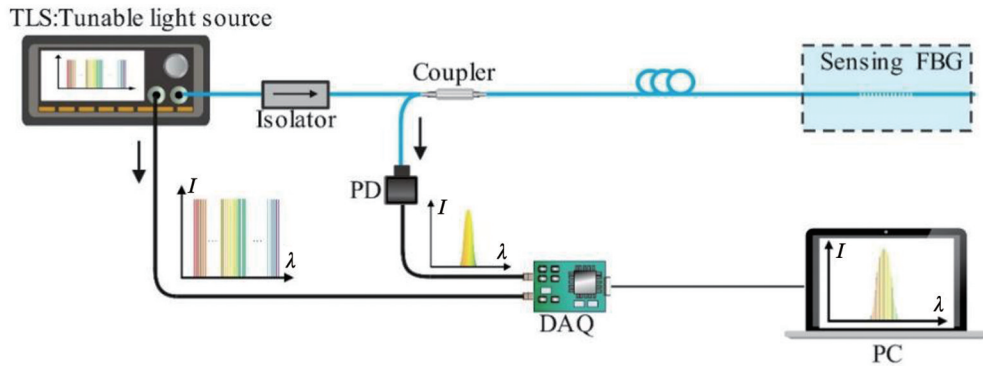 TLS:Tunable light source
Coupler
Sensing FBG
Isolator
PD
I
λ
I
λ
I
λ
DAQ
PC